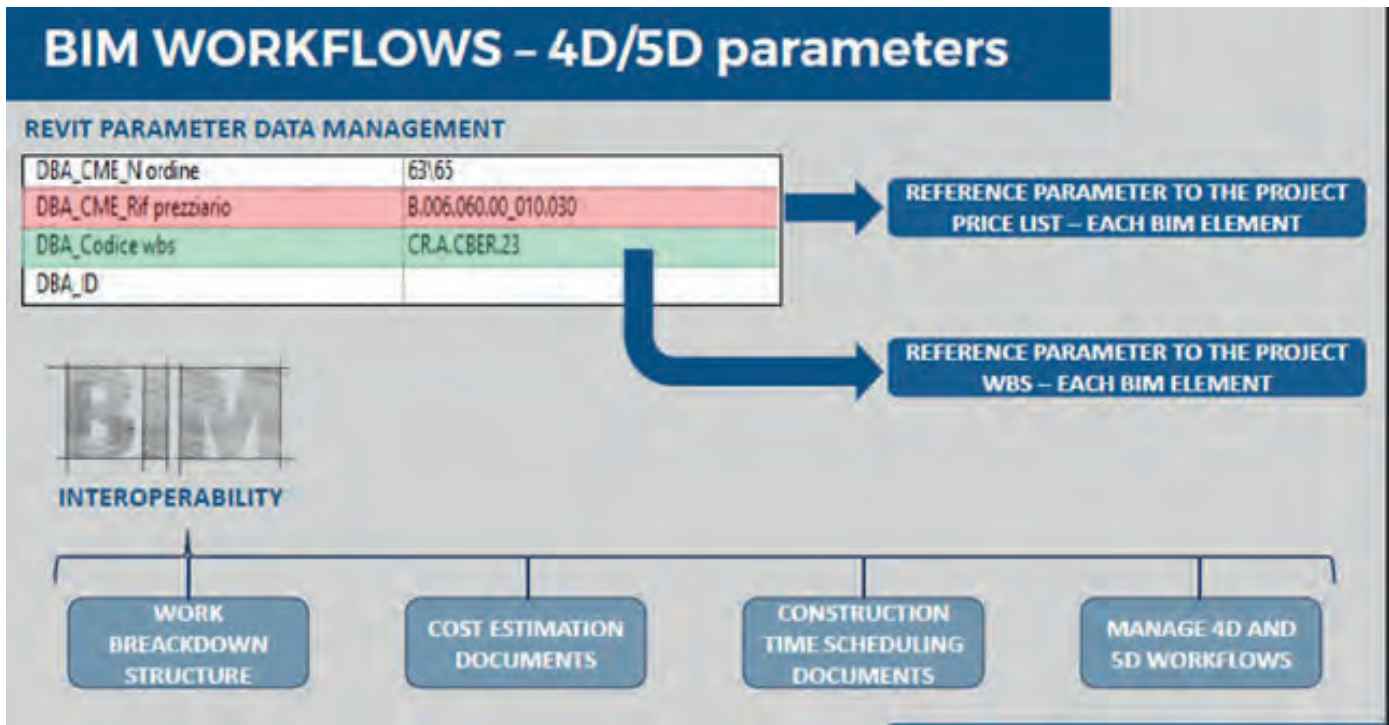 BIM WORKFLOWS – 4D/5D parameters
REVIT PARAMETER DATA MANAGEMENT
DBA_CME_N ordine 63\65
DBA_CME_Rif prezziario B.006.060.00_010.030
DBA_Codice wbs CR.A.CBER.23
DBA_ID
REFERENCE PARAMETER TO THE PROJECT
PRICE LIST – EACH BIM ELEMENT
REFERENCE PARAMETER TO THE PROJECT
WBS – EACH BIM ELEMENT
BIM
INTEROPERABILITY
WORK
BREACKDOWN
STRUCTURE
COST ESTIMATION
DOCUMENTS
CONSTRUCTION
TIME SCHEDULING
DOCUMENTS
MANAGE 4D AND
5D WORKFLOWS